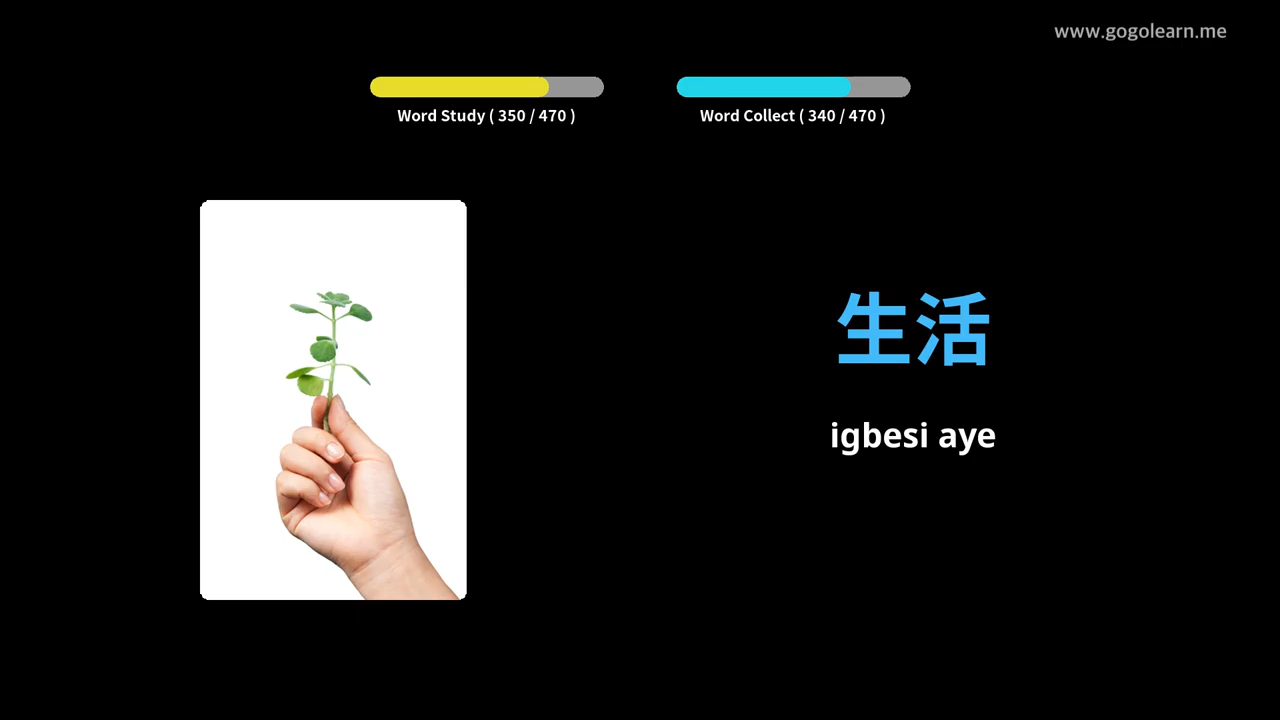 www.gogolearn.me
Word Study ( 350 / 470 )
Word Collect ( 340 / 470 )
生活
igbesi aye